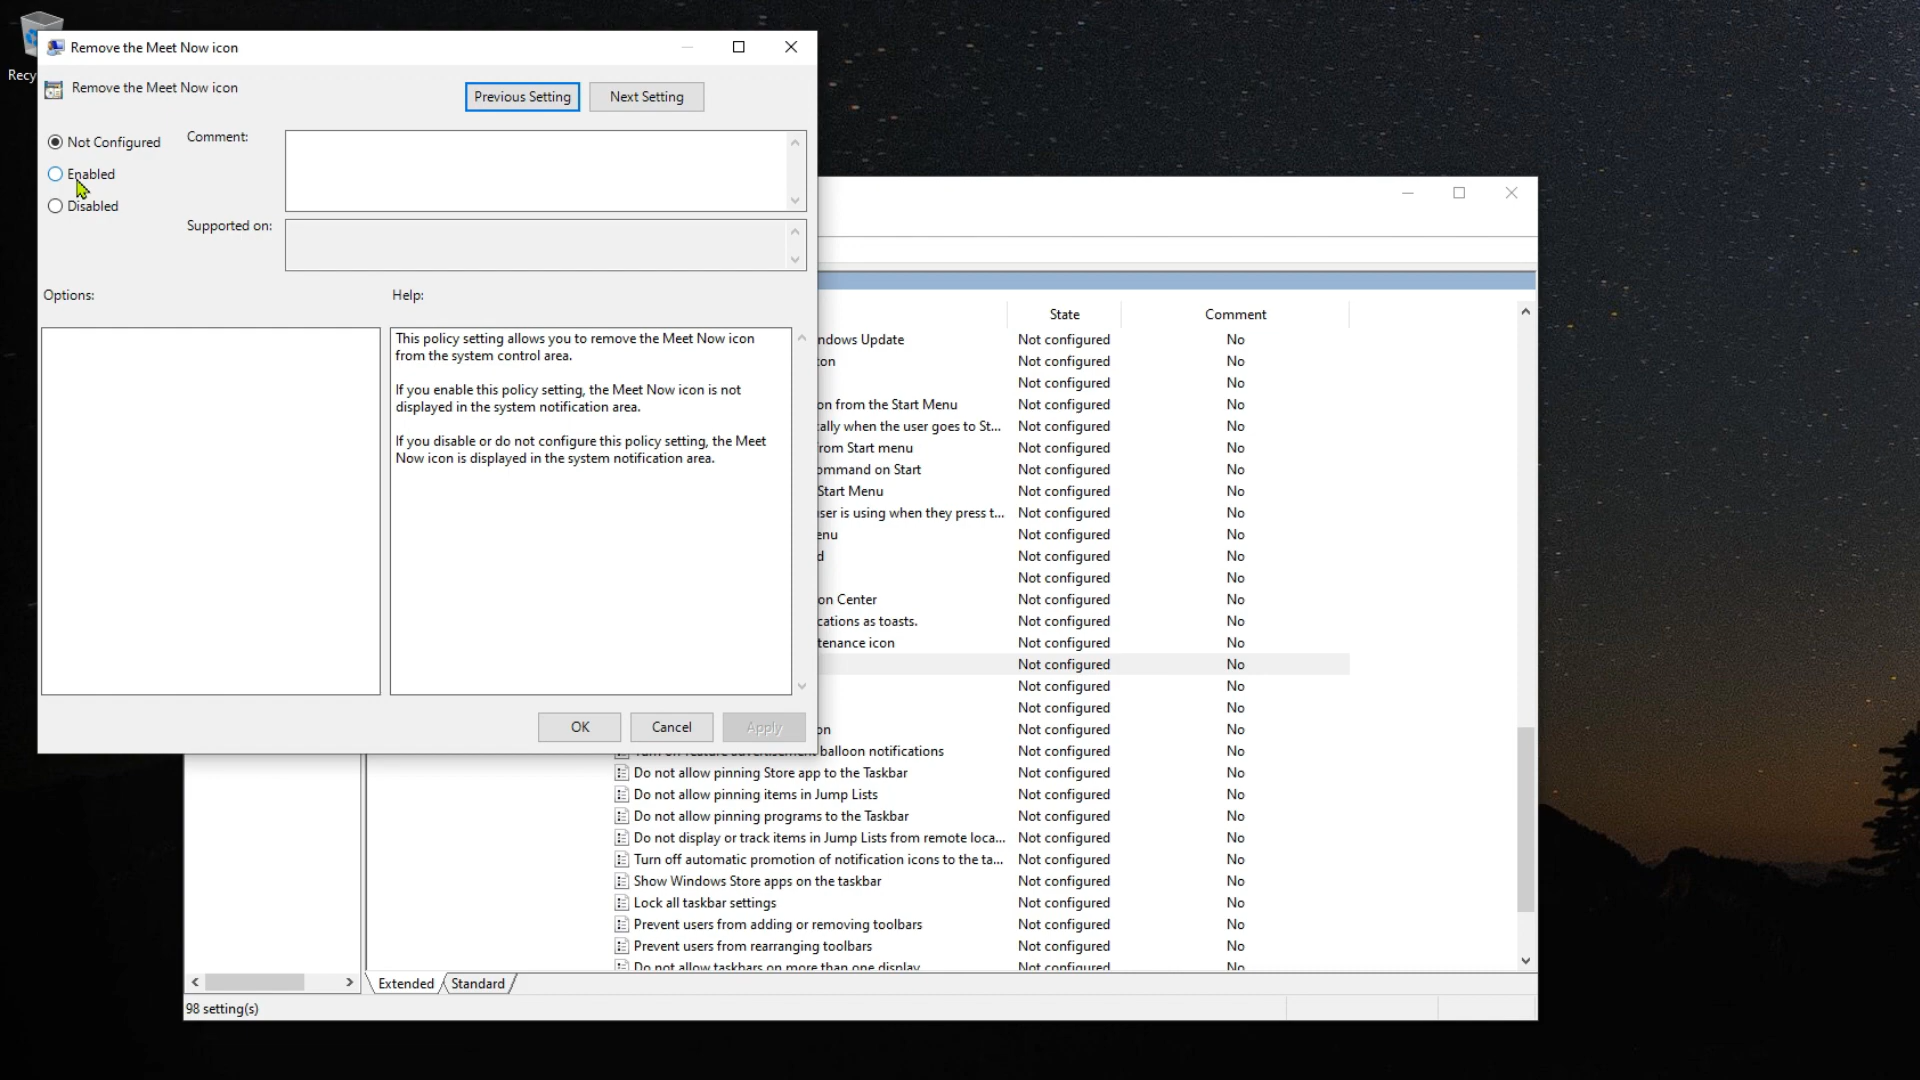 Recy
Remove the Meet Now icon
Remove the Meet Now icon
Previous Setting
Next Setting
Not Configured
Enabled
Disabled
Comment:
Supported on:
Options:
Help:
This policy setting allows you to remove the Meet Now icon
from the system control area.
If you enable this policy setting, the Meet Now icon is not
displayed in the system notification area.
If you disable or do not configure this policy setting, the Meet
Now icon is displayed in the system notification area.
OK
Cancel
Apply
State Comment
ndows Update Not configured No
on Not configured No
Not configured No
on from the Start Menu Not configured No
ally when the user goes to St... Not configured No
rom Start menu Not configured No
ommand on Start Not configured No
Start Menu Not configured No
ser is using when they press t... Not configured No
enu Not configured No
d Not configured No
Not configured No
on Center Not configured No
cations as toasts. Not configured No
tenance icon Not configured No
Not configured No
Not configured No
Not configured No
on Not configured No
Turn off feature advertisement balloon notifications Not configured No
Do not allow pinning Store app to the Taskbar Not configured No
Do not allow pinning items in Jump Lists Not configured No
Do not allow pinning programs to the Taskbar Not configured No
Do not display or track items in Jump Lists from remote loca... Not configured No
Turn off automatic promotion of notification icons to the ta... Not configured No
Show Windows Store apps on the taskbar Not configured No
Lock all taskbar settings Not configured No
Prevent users from adding or removing toolbars Not configured No
Prevent users from rearranging toolbars Not configured No
Do not allow taskbars on more than one display Not configured No
Extended Standard
98 setting(s)